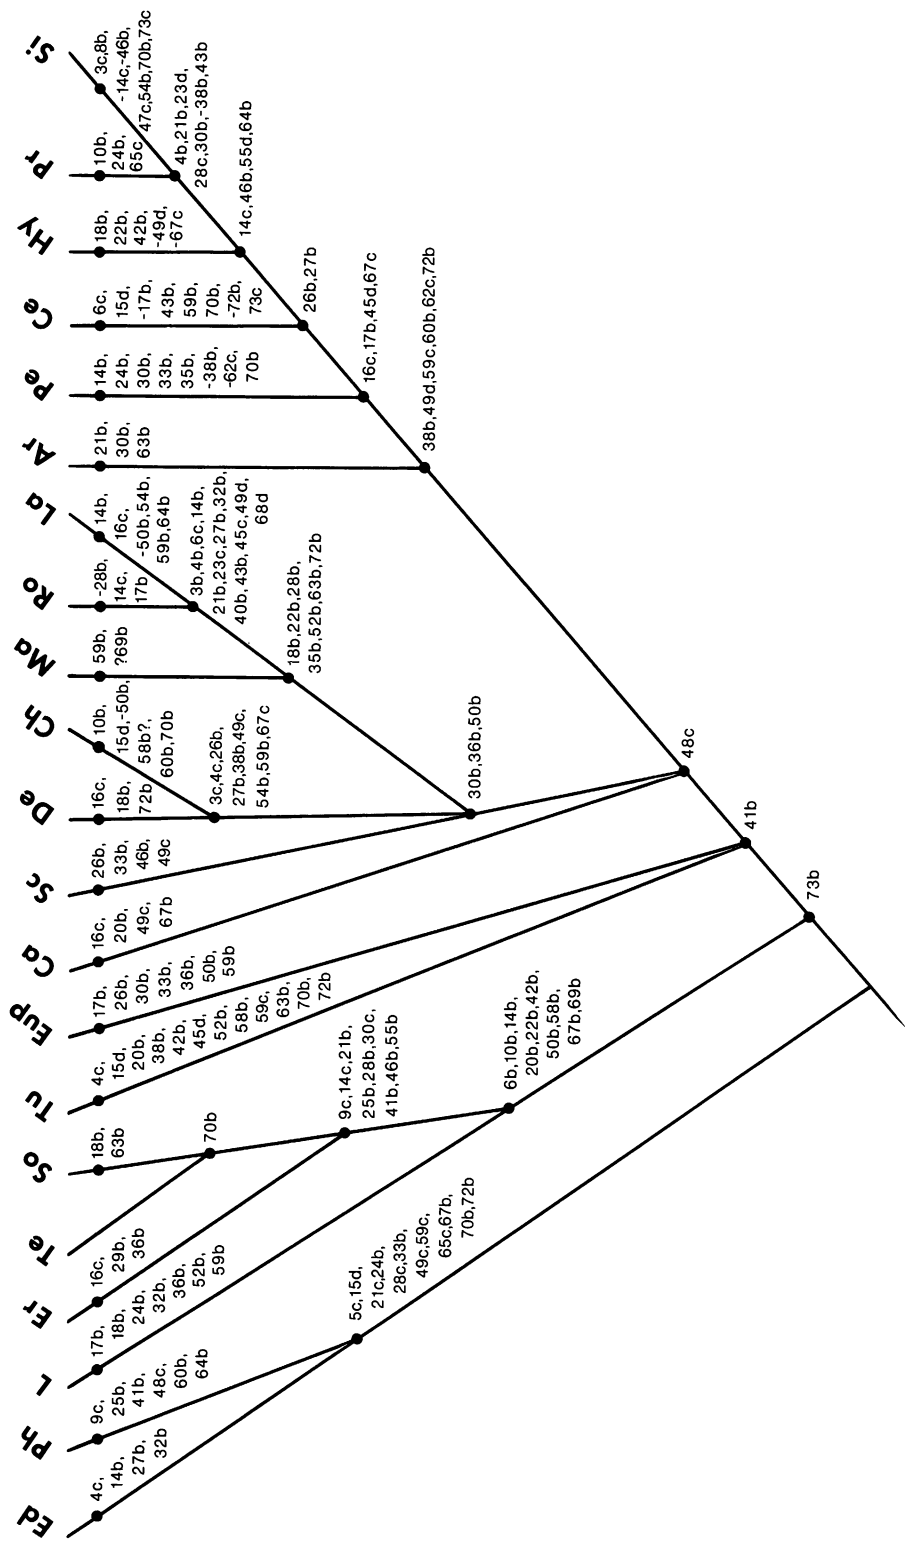 Si
3c,8b,
-14c,-46b,
47c,54b,70b,73c
Pr
10b,
24b,
65c
4b,21b,23d,
28c,30b,-38b,43b
Hy
18b,
22b,
42b,
-49d,
-67c
14c,46b,55d,64b
Ce
6c,
15d,
-17b,
43b,
59b,
70b,
-72b,
73c
26b,27b
Pe
14b,
24b,
30b,
33b,
35b,
-38b,
-62c,
70b
16c,17b,45d,67c
Ar
21b,
30b,
63b
38b,49d,59c,60b,62c,72b
La
14b,
16c,
-50b,54b,
59b,64b
Ro
-28b,
14c,
17b
3b,4b,6c,14b,
21b,23c,27b,32b,
40b,43b,45c,49d,
68d
Ma
59b,
?69b
18b,22b,28b,
35b,52b,63b,72b
Ch
10b,
15d,-50b,
58b?,
60b,70b
De
16c,
18b,
72b
3c,4c,26b,
27b,38b,49c,
54b,59b,67c
30b,36b,50b
Sc
26b,
33b,
46b,
49c
Ca
16c,
20b,
49c,
67b
48c
Eup
17b,
26b,
30b,
33b,
36b,
50b,
59b
Tu
4c,
15d,
20b,
38b,
42b,
45d,
52b,
58b,
59c,
63b,
70b,
72b
41b
So
18b,
63b
70b
Te
9c,14c,21b,
25b,28b,30c,
41b,46b,55b
Er
16c,
29b,
36b
6b,10b,14b,
20b,22b,42b,
50b,58b,
67b,69b
L
17b,
18b,
24b,
32b,
36b,
52b,
59b
73b
Ph
9c,
25b,
41b,
48c,
60b,
64b
Ed
4c,
14b,
27b,
32b
5c,15d,
21c,24b,
28c,33b,
49c,59c,
65c,67b,
70b,72b